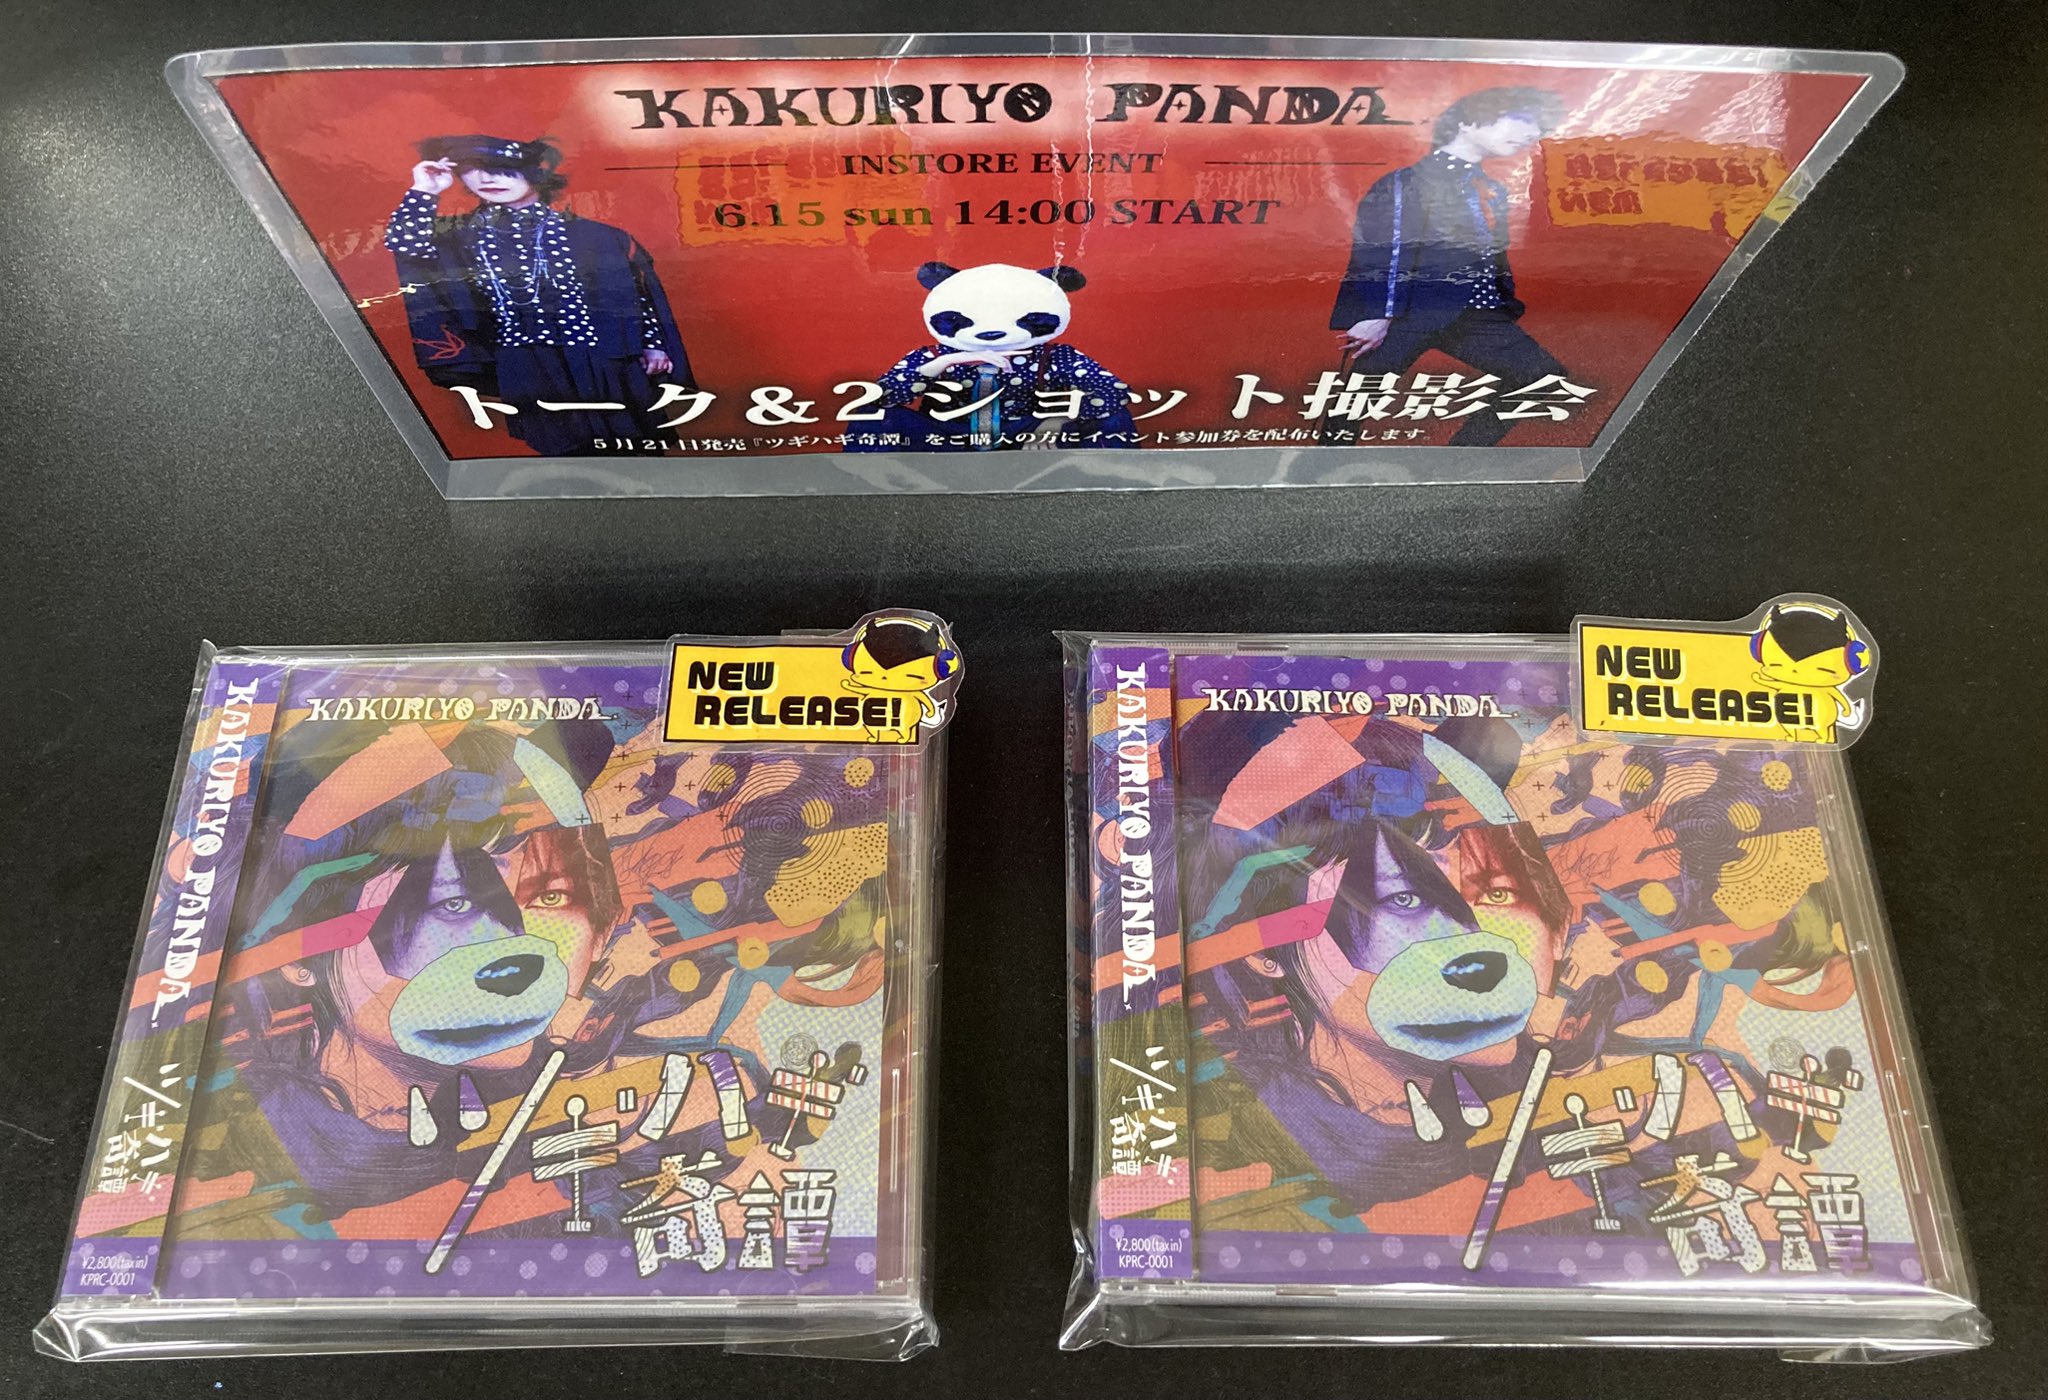 KAKURIYO PANDA.
INSTORE EVENT
6.15 sun 14:00 START
トーク&2ショット撮影会
5月21日発売『ツギハギ奇譚』をご購入の方にイベント参加券を配布いたします。
NEW
RELEASE!
KAKURIYO PANDA.
KAKURIYO PANDA.
ツギハギ奇譚
ツギハギ
奇譚
¥2,800(tax in)
KPRC-0001
NEW
RELEASE!
KAKURIYO PANDA.
KAKURIYO PANDA.
ツギハギ奇譚
ツギハギ
奇譚
¥2,800(tax in)
KPRC-0001